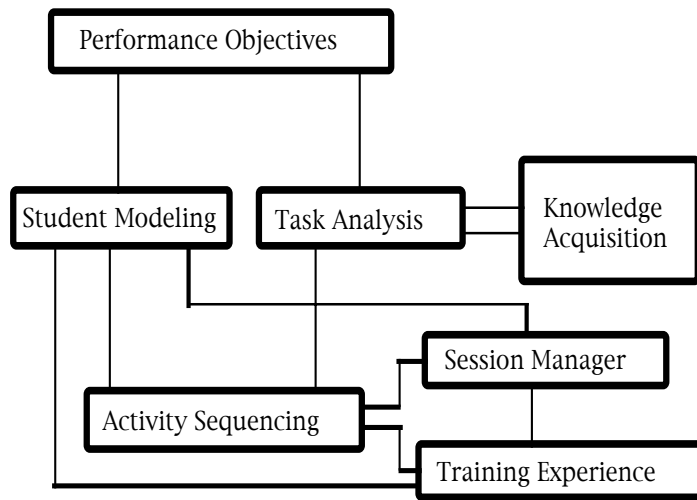 Performance Objectives
Student Modeling
Task Analysis
Knowledge
Acquisition
Session Manager
Activity Sequencing
Training Experience